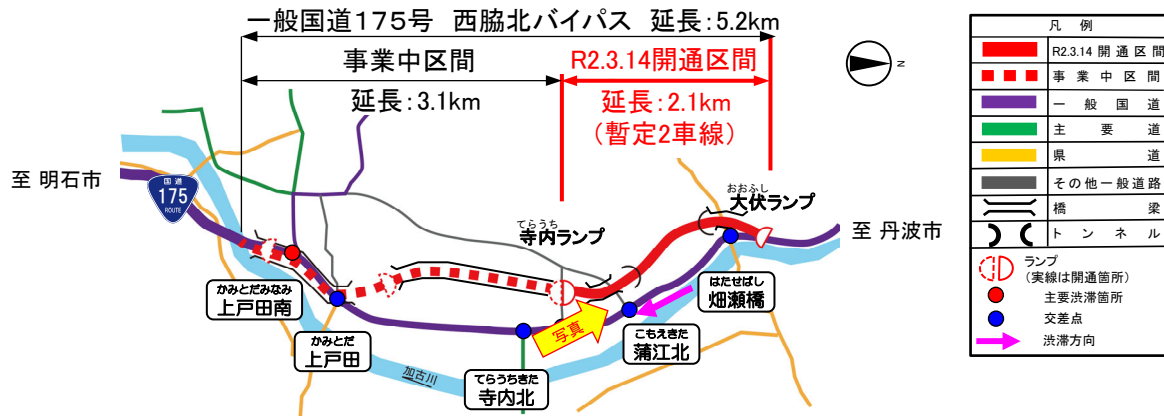 一般国道175号 西脇北バイパス 延長:5.2km
事業中区間
R2.3.14開通区間
延長:3.1km
延長:2.1km
(暫定2車線)
N
至 明石市
国道
175
ROUTE
おおふし
大伏ランプ
てらうち
寺内ランプ
至 丹波市
かみとだみなみ
上戸田南
かみとだ
上戸田
加古川
てらうちきた
寺内北
写真
こもえきた
蒲江北
はたせばし
畑瀬橋
凡例
R2.3.14開通区間
事業中区間
一般国道
主要道
県道
その他一般道路
橋梁
トンネル
ランプ
(実線は開通箇所)
主要渋滞箇所
交差点
渋滞方向